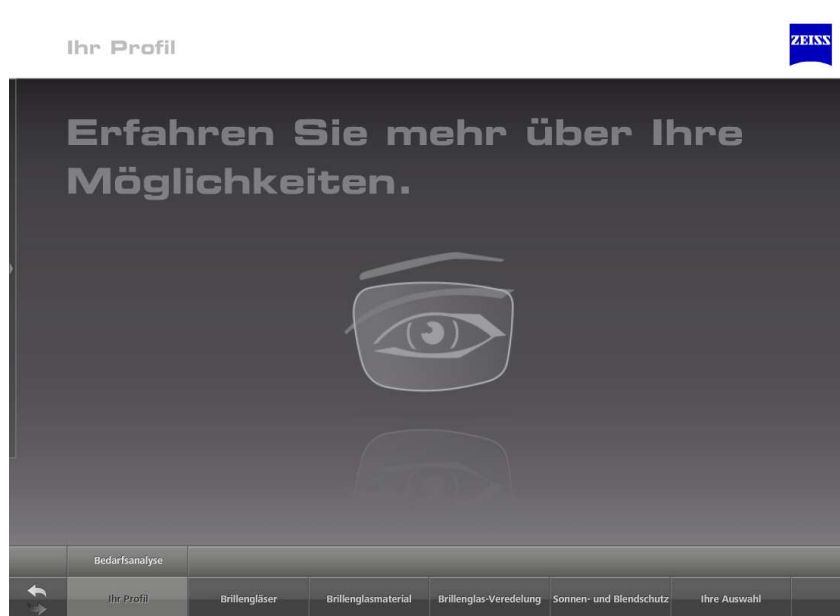 Ihr Profil
ZEISS
Erfahren Sie mehr über Ihre
Möglichkeiten.
Bedarfsanalyse
Ihr Profil
Brillengläser
Brillenglasmaterial
Brillenglas-Veredelung
Sonnen- und Blendschutz
Ihre Auswahl